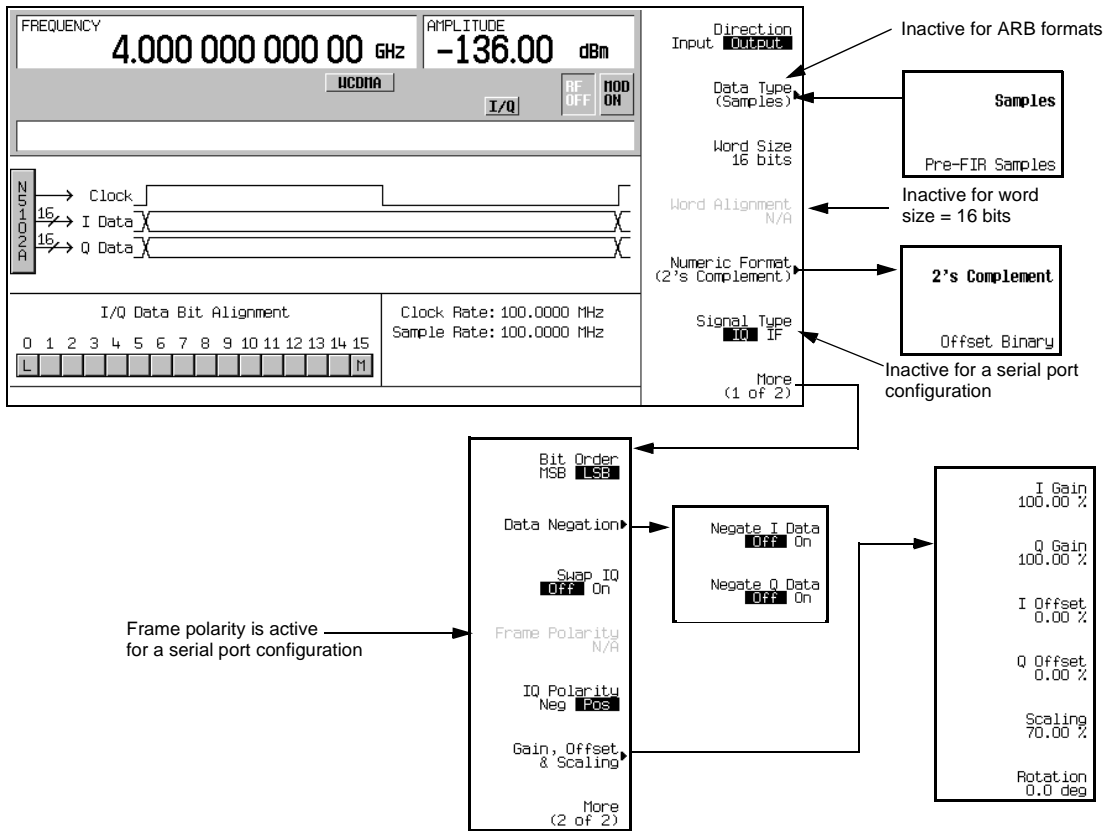 FREQUENCY
4.000 000 000 00 GHz
AMPLITUDE
-136.00 dBm
WCDMA
I/Q
RF OFF
MOD ON
N5102A
Clock
16 I Data
16 Q Data
I/Q Data Bit Alignment
0 1 2 3 4 5 6 7 8 9 10 11 12 13 14 15
L M
Clock Rate: 100.0000 MHz
Sample Rate: 100.0000 MHz
Direction
Input Output
Data Type
(Samples)
Word Size
16 bits
Word Alignment
N/A
Numeric Format
(2's Complement)
Signal Type
IQ IF
More
(1 of 2)
Inactive for ARB formats
Samples
Pre-FIR Samples
Inactive for word
size = 16 bits
2's Complement
Offset Binary
Inactive for a serial port
configuration
Bit Order
MSB LSB
Data Negation
Swap IQ
Off On
Frame Polarity
N/A
IQ Polarity
Neg Pos
Gain, Offset
& Scaling
More
(2 of 2)
Frame polarity is active
for a serial port configuration
Negate I Data
Off On
Negate Q Data
Off On
I Gain
100.00 %
Q Gain
100.00 %
I Offset
0.00 %
Q Offset
0.00 %
Scaling
70.00 %
Rotation
0.0 deg